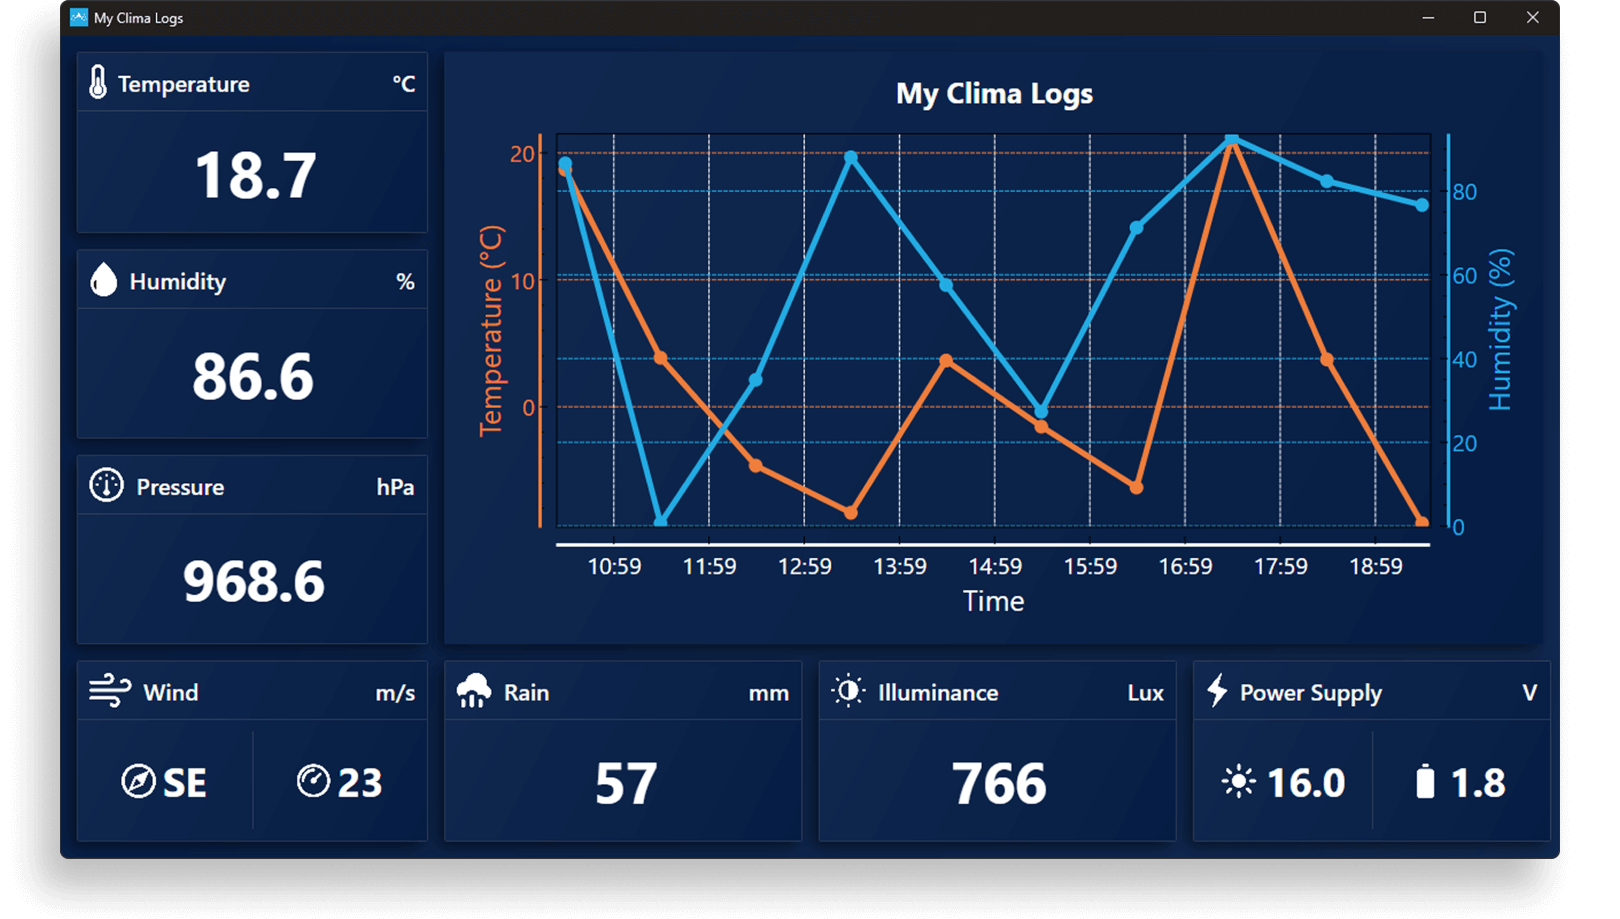 My Clima Logs
Temperature °C
18.7
Humidity %
86.6
Pressure hPa
968.6
My Clima Logs
Temperature (°C)
20
10
0
80
60
40
20
0
Humidity (%)
10:59 11:59 12:59 13:59 14:59 15:59 16:59 17:59 18:59
Time
Wind m/s
SE 23
Rain mm
57
Illuminance Lux
766
Power Supply V
16.0 1.8